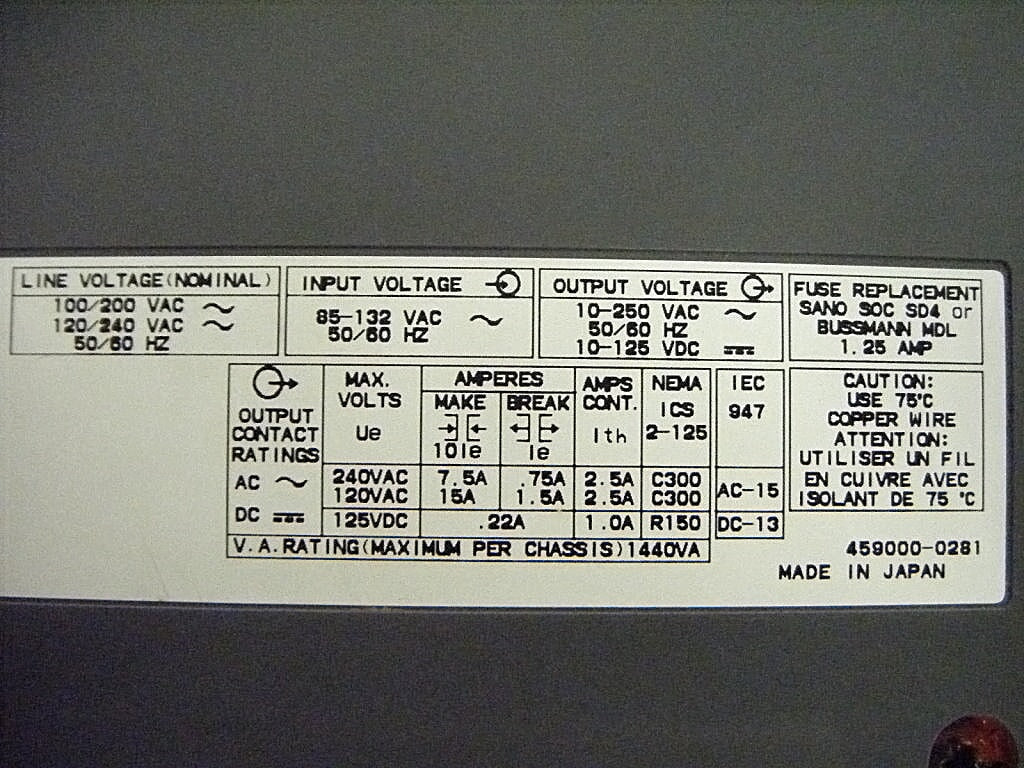 LINE VOLTAGE(NOMINAL)
100/200 VAC
120/240 VAC
50/60 HZ
INPUT VOLTAGE
85-132 VAC
50/60 HZ
OUTPUT VOLTAGE
10-250 VAC
50/60 HZ
10-125 VDC
FUSE REPLACEMENT
SANO SOC SD4 or
BUSSMANN MDL
1.25 AMP
OUTPUT
CONTACT
RATINGS
MAX.
VOLTS
Ue
AMPERES
MAKE
10Ie
BREAK
Ie
AMPS
CONT.
Ith
NEMA
ICS
2-125
IEC
947
AC 240VAC 7.5A .75A 2.5A C300 AC-15
120VAC 15A 1.5A 2.5A C300
DC 125VDC .22A 1.0A R150 DC-13
V.A.RATING(MAXIMUM PER CHASSIS)1440VA
CAUTION:
USE 75°C
COPPER WIRE
ATTENTION:
UTILISER UN FIL
EN CUIVRE AVEC
ISOLANT DE 75 °C
459000-0281
MADE IN JAPAN